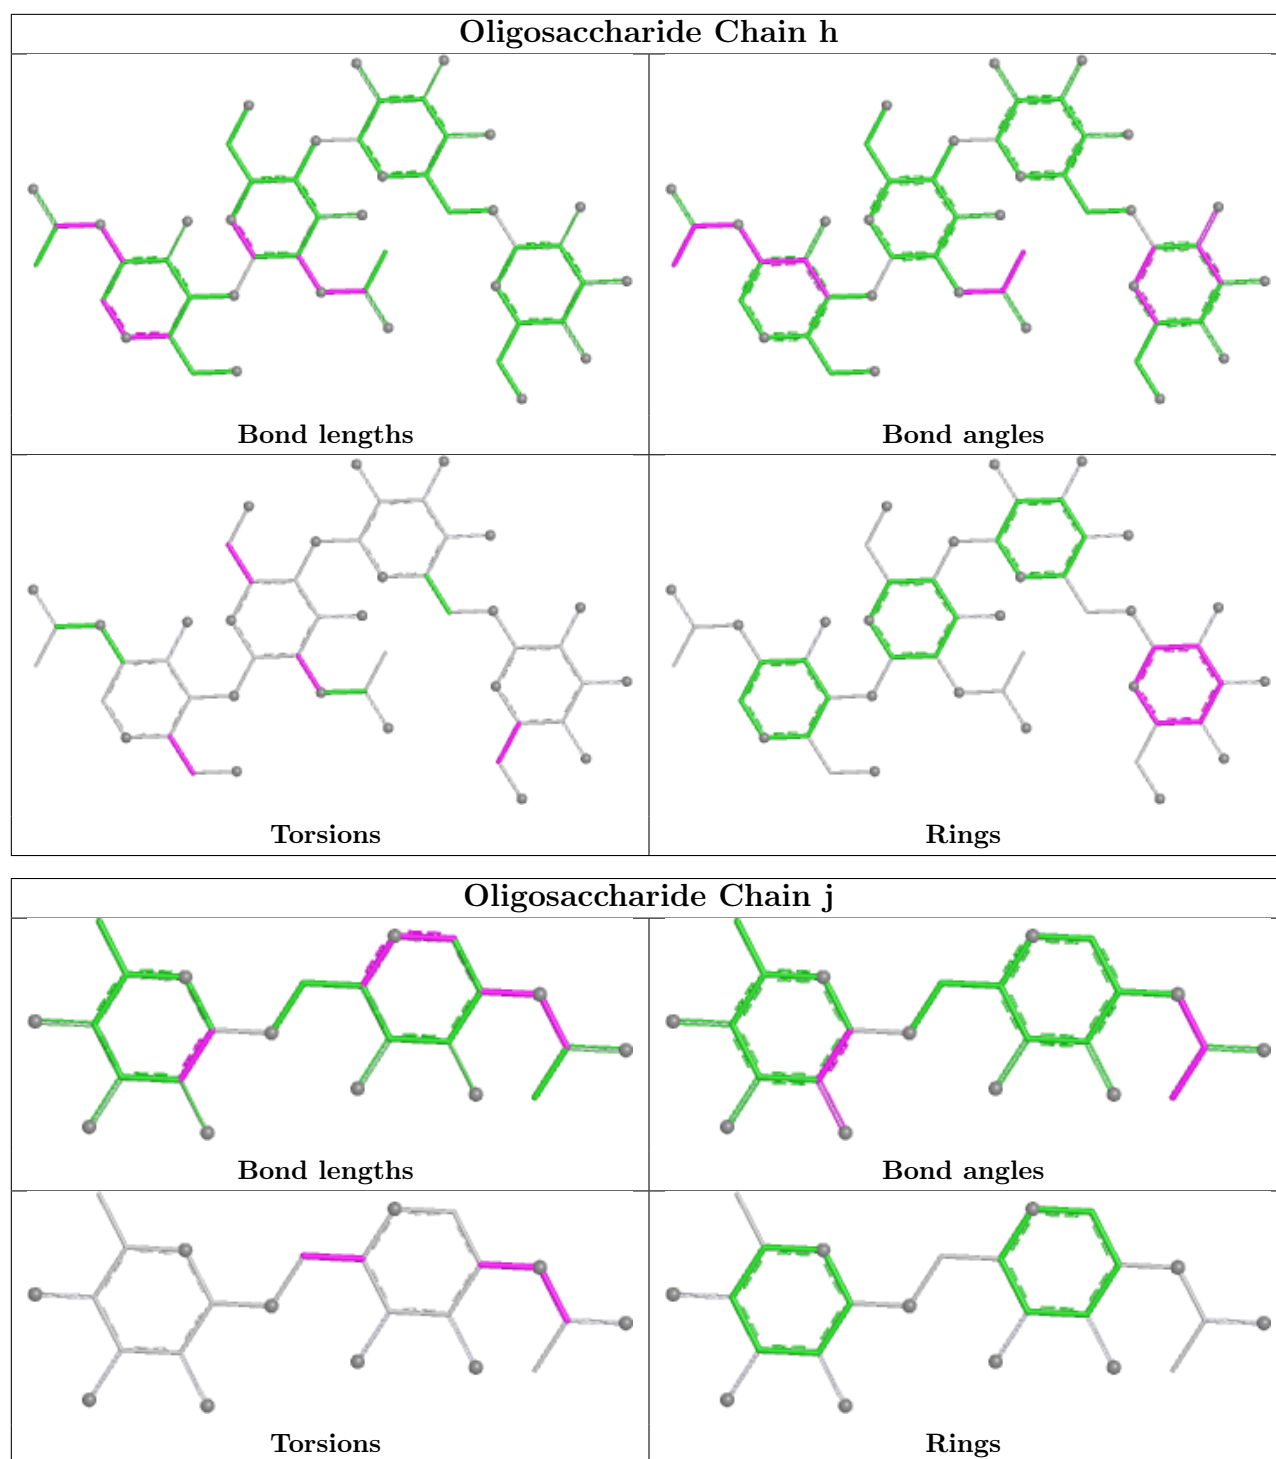 Oligosaccharide Chain h
Bond lengths
Bond angles
Torsions
Rings
Oligosaccharide Chain j
Bond lengths
Bond angles
Torsions
Rings